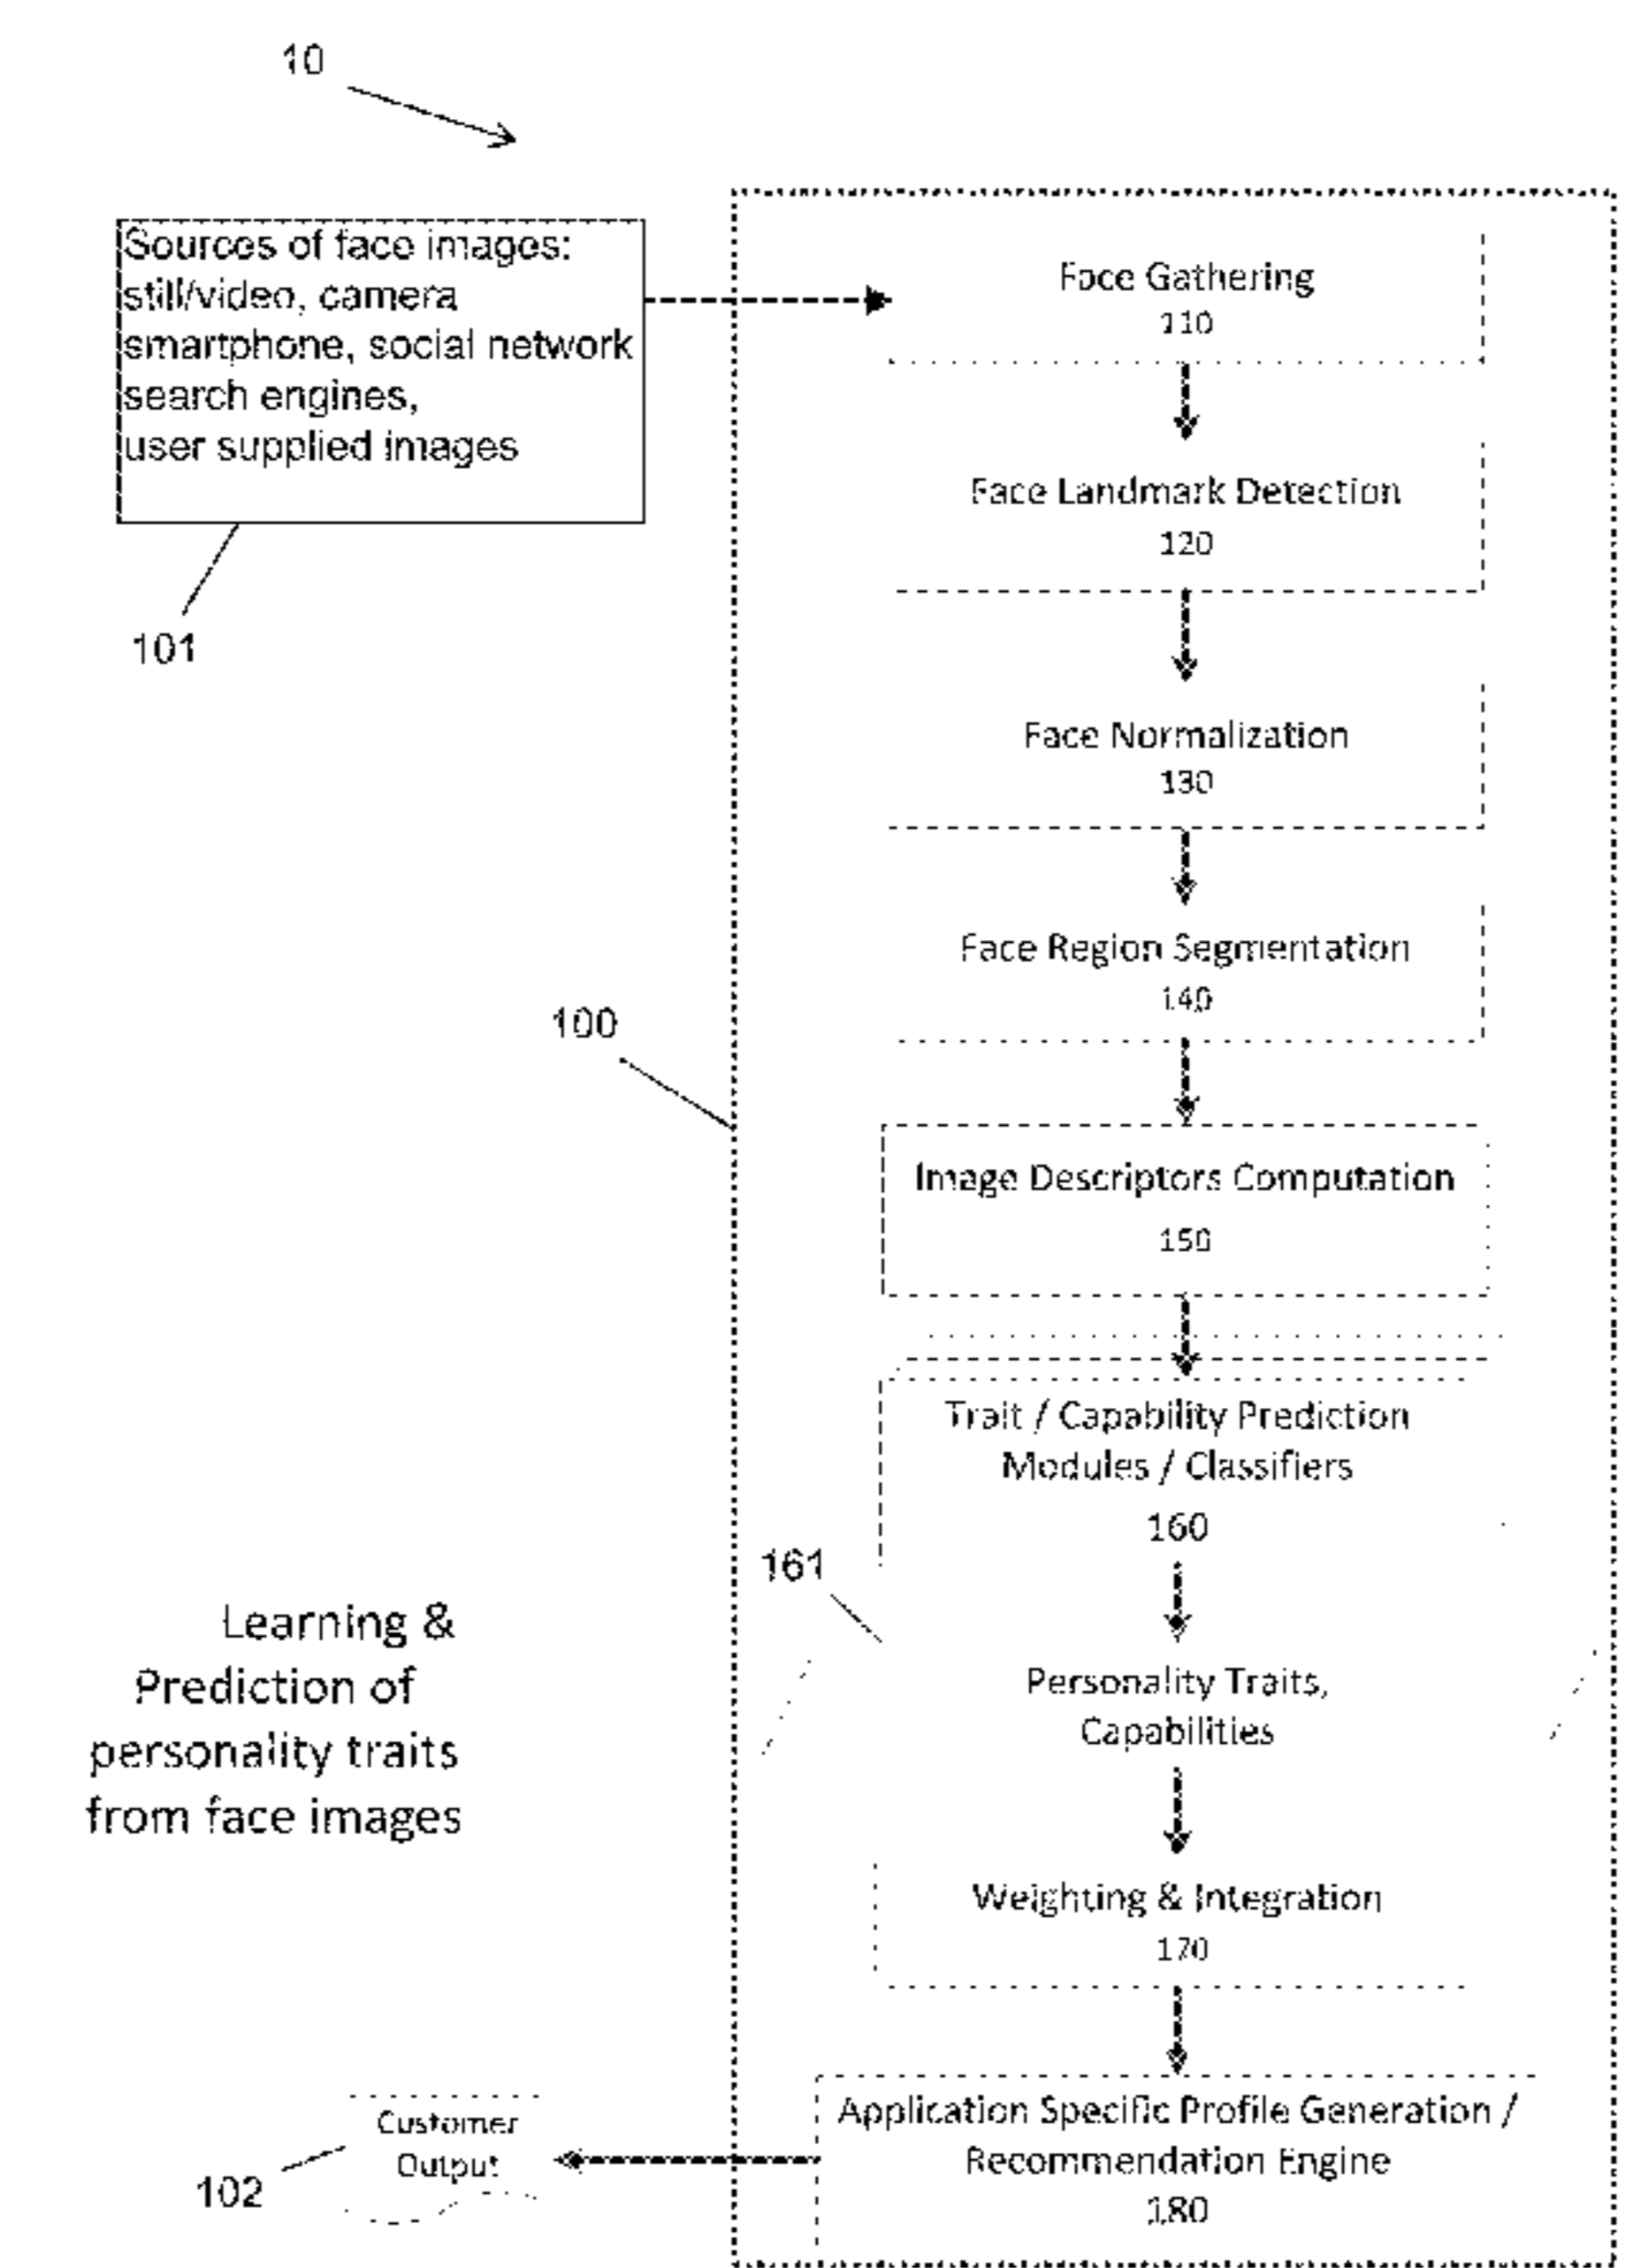 10
Sources of face images:
still/video, camera
smartphone, social network
search engines,
user supplied images
101
Face Gathering
110
Face Landmark Detection
120
Face Normalization
130
Face Region Segmentation
140
100
Image Descriptors Computation
150
Trait / Capability Prediction
Modules / Classifiers
160
161
Personality Traits,
Capabilities
Learning &
Prediction of
personality traits
from face images
Weighting & Integration
170
Application Specific Profile Generation /
Recommendation Engine
180
Customer
Output
102